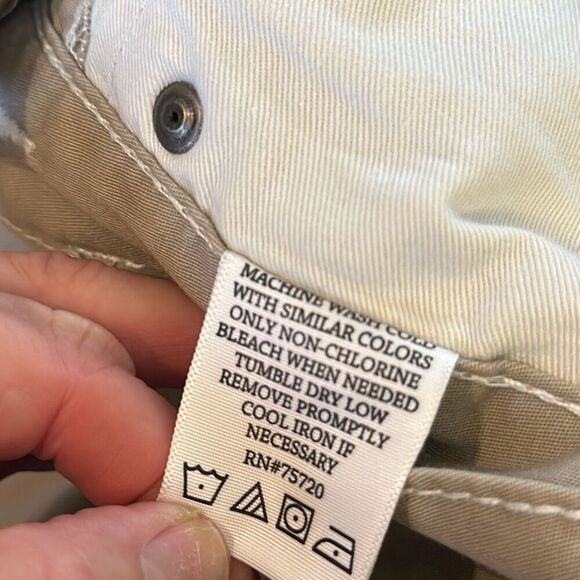 MACHINE WASH COLD
WITH SIMILAR COLORS
ONLY NON-CHLORINE
BLEACH WHEN NEEDED
TUMBLE DRY LOW
REMOVE PROMPTLY
COOL IRON IF
NECESSARY
RN#75720